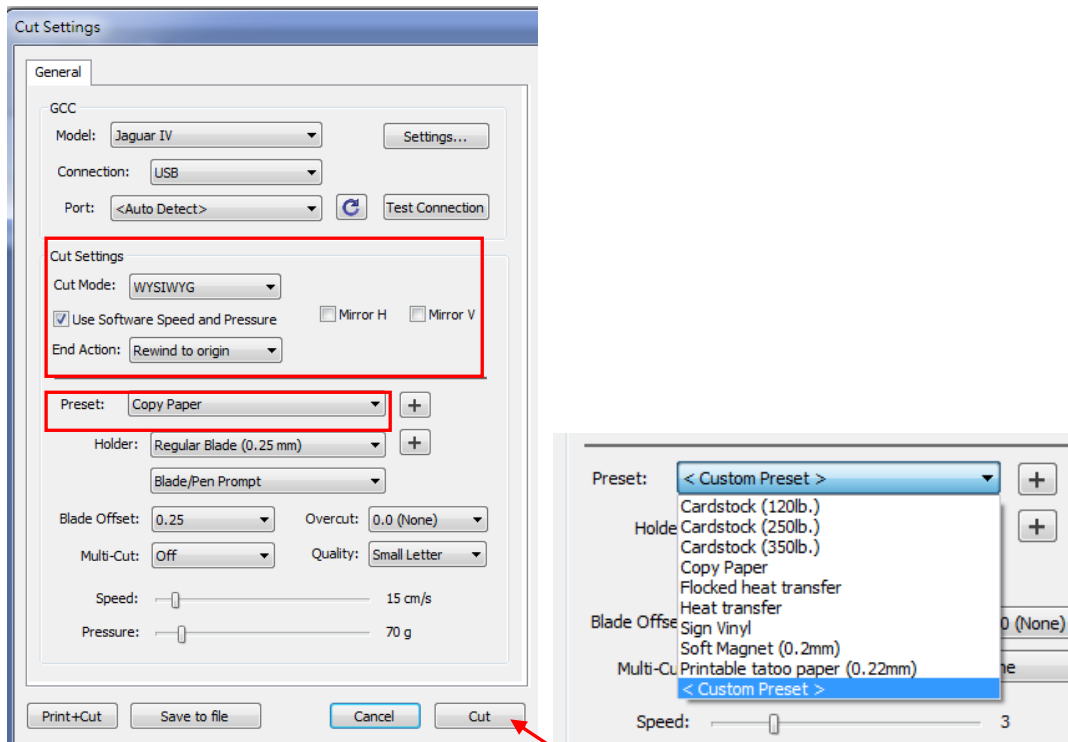 Cut Settings
General
GCC
Model: Jaguar IV Settings...
Connection: USB
Port: <Auto Detect> Test Connection
Cut Settings
Cut Mode: WYSIWYG
Use Software Speed and Pressure Mirror H Mirror V
End Action: Rewind to origin
Preset: Copy Paper +
Holder: Regular Blade (0.25 mm) +
Blade/Pen Prompt
Blade Offset: 0.25 Overcut: 0.0 (None)
Multi-Cut: Off Quality: Small Letter
Speed: 15 cm/s
Pressure: 70 g
Print+Cut Save to file Cancel Cut
Preset: < Custom Preset > +
Cardstock (120lb.)
Holde Cardstock (250lb.) +
Cardstock (350lb.)
Copy Paper
Flocked heat transfer
Heat transfer
Blade Offse Sign Vinyl 0 (None)
Soft Magnet (0.2mm)
Multi-Cu Printable tatoo paper (0.22mm)
< Custom Preset >
Speed: 3